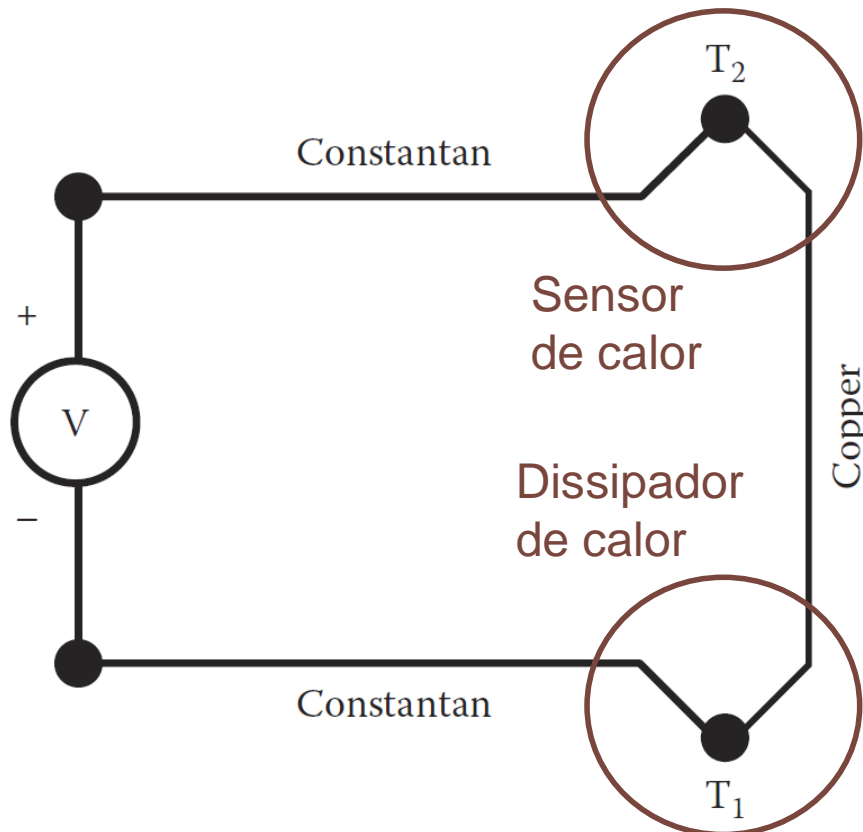 T₂
Constantan
+
Sensor
de calor
V
Copper
Dissipador
de calor
–
Constantan
T₁